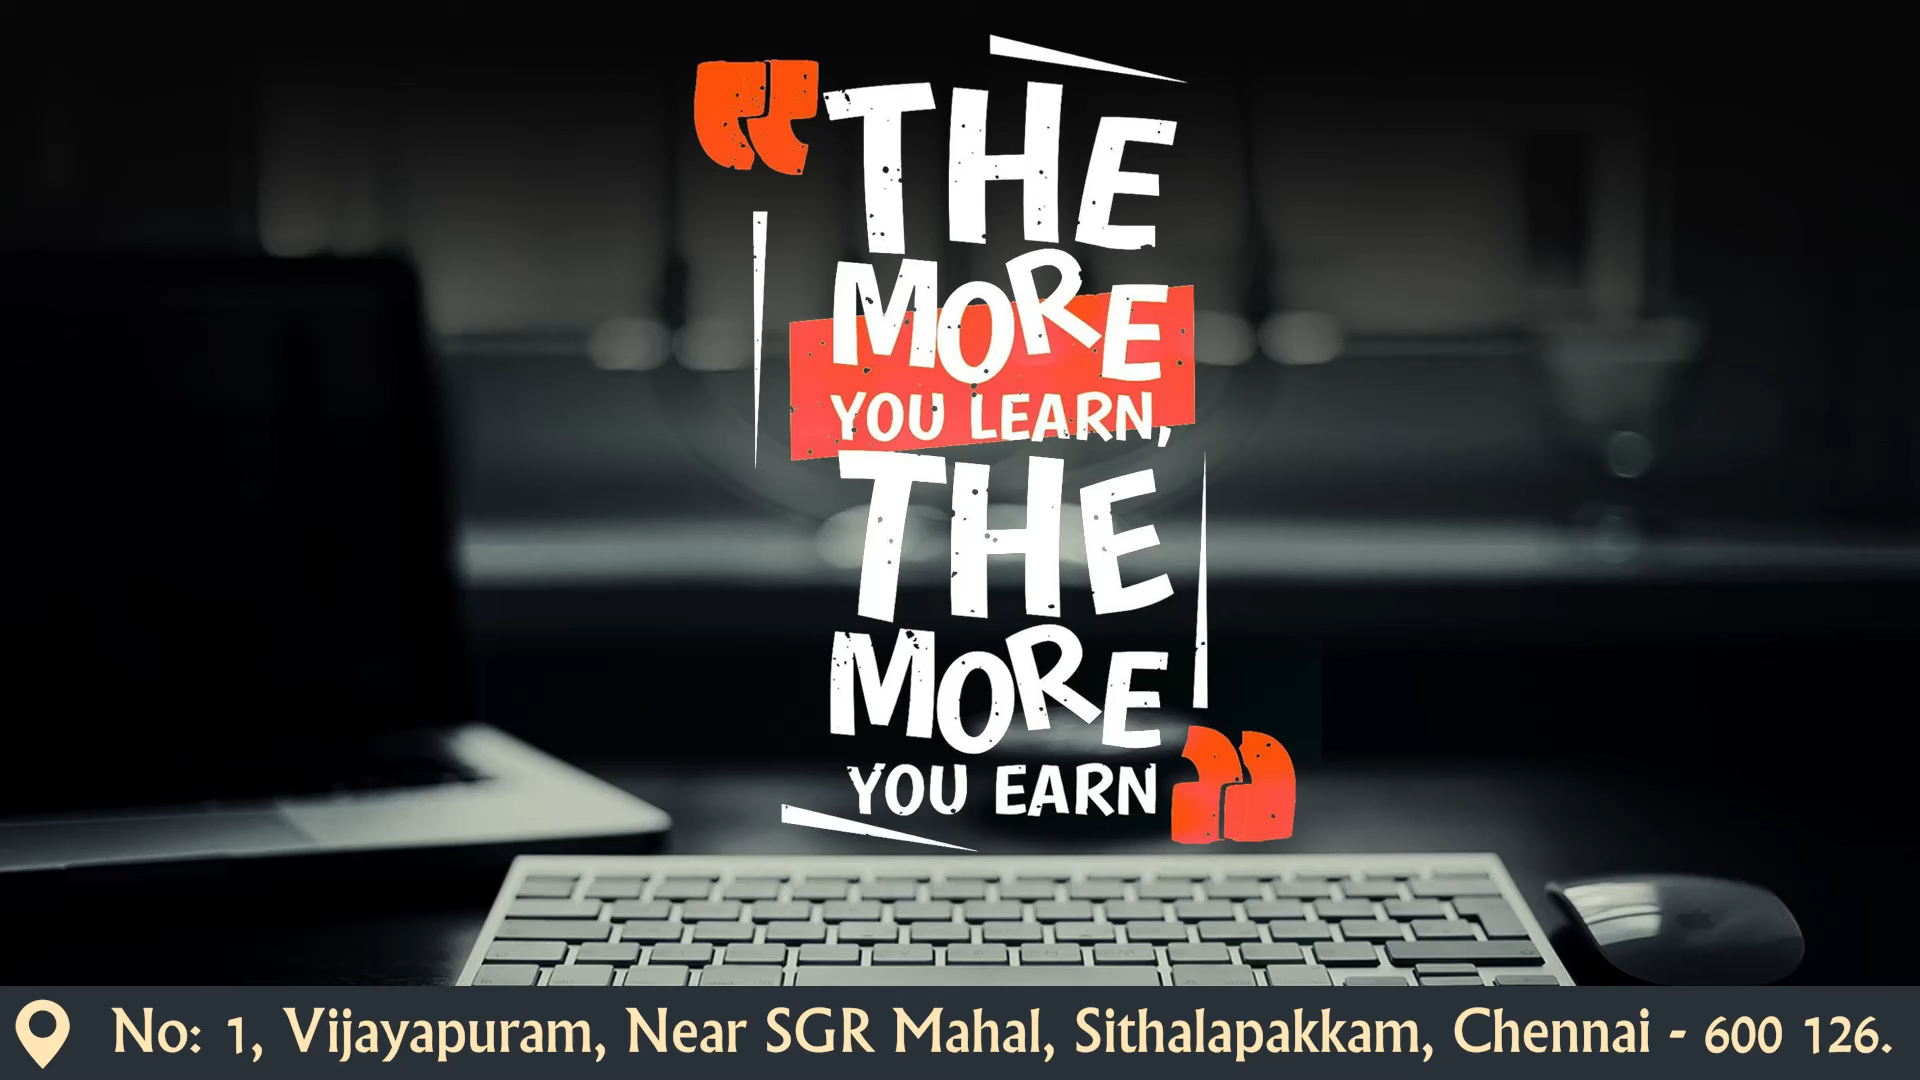 “THE
MORE
YOU LEARN,
THE
MORE
YOU EARN”
No: 1, Vijayapuram, Near SGR Mahal, Sithalapakkam, Chennai - 600 126.